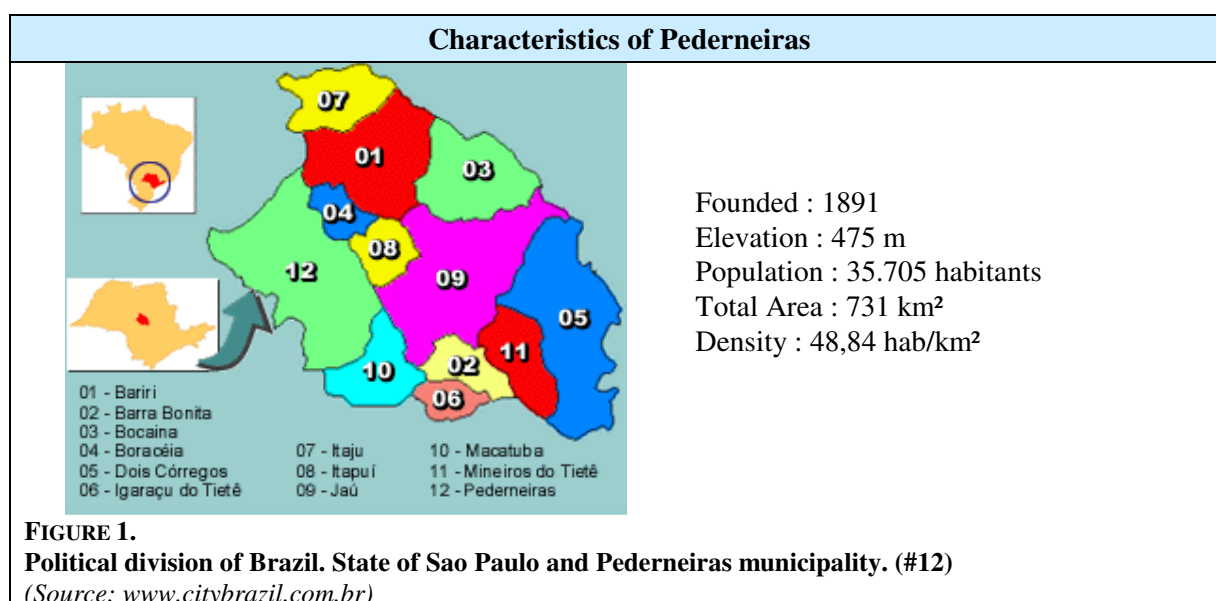 Characteristics of Pederneiras
07
01
03
04
08
12
09
05
11
02
10
06
01 - Bariri
02 - Barra Bonita
03 - Bocaina
04 - Boracéia
05 - Dois Córregos
06 - Igaraçu do Tietê
07 - Itaju
08 - Itapuí
09 - Jaú
10 - Macatuba
11 - Mineiros do Tietê
12 - Pederneiras
Founded : 1891
Elevation : 475 m
Population : 35.705 habitants
Total Area : 731 km²
Density : 48,84 hab/km²
FIGURE 1.
Political division of Brazil. State of Sao Paulo and Pederneiras municipality. (#12)
(Source: www.citybrazil.com.br)